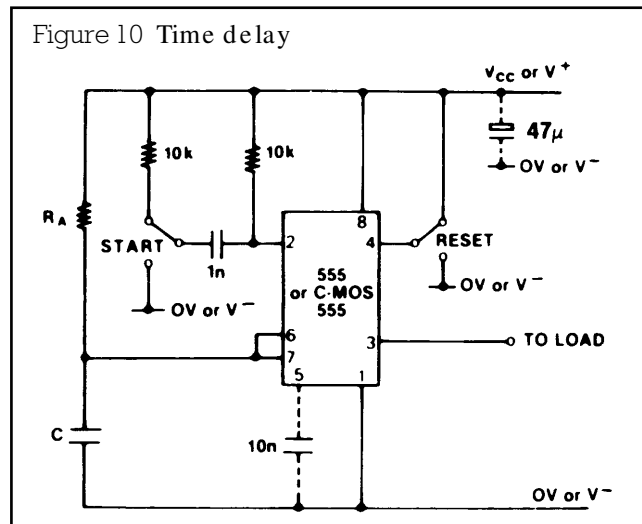 Figure 10 Time delay
VCC or V+
10k
10k
47µ
0V or V−
RA
START
1n
2
8
4
RESET
555
or C-MOS
555
0V or V−
0V or V−
6
7
3
TO LOAD
5
1
C
10n
0V or V−